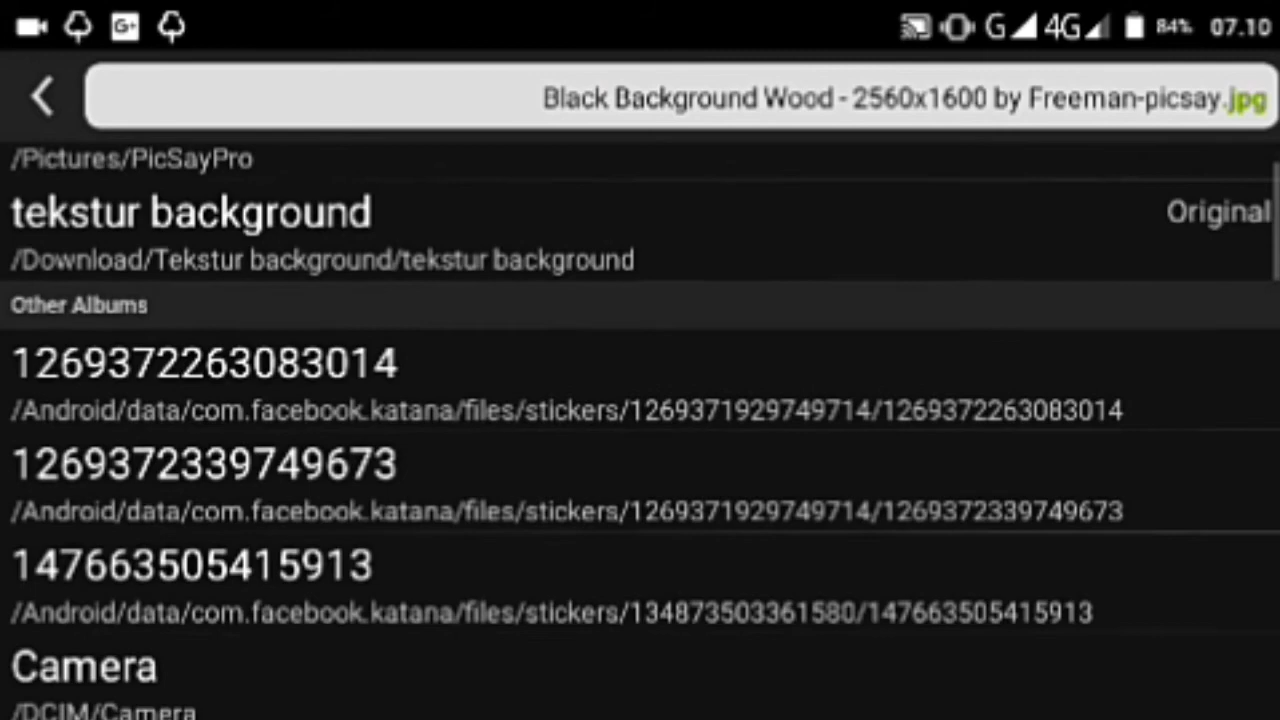 G+ G 4G 84% 07.10
Black Background Wood - 2560x1600 by Freeman-picsay.jpg
/Pictures/PicSayPro
tekstur background Original
/Download/Tekstur background/tekstur background
Other Albums
1269372263083014
/Android/data/com.facebook.katana/files/stickers/1269371929749714/1269372263083014
1269372339749673
/Android/data/com.facebook.katana/files/stickers/1269371929749714/1269372339749673
147663505415913
/Android/data/com.facebook.katana/files/stickers/134873503361580/147663505415913
Camera
/DCIM/Camera